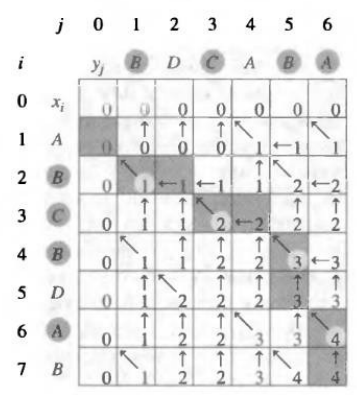 j 0 1 2 3 4 5 6
i yj B D C A B A
0 xi 0 0 0 0 0 0 0
1 A 0 ↑0 ↑0 ↑0 ↖1 ←1 ↖1
2 B 0 ↖1 ←1 ←1 ↑1 ↖2 ←2
3 C 0 ↑1 ↑1 ↖2 ←2 ↑2 ↑2
4 B 0 ↖1 ↑1 ↑2 ↑2 ↖3 ←3
5 D 0 ↑1 ↖2 ↑2 ↑2 ↑3 ↑3
6 A 0 ↑1 ↑2 ↑2 ↖3 ↑3 ↖4
7 B 0 ↖1 ↑2 ↑2 ↑3 ↖4 ↑4